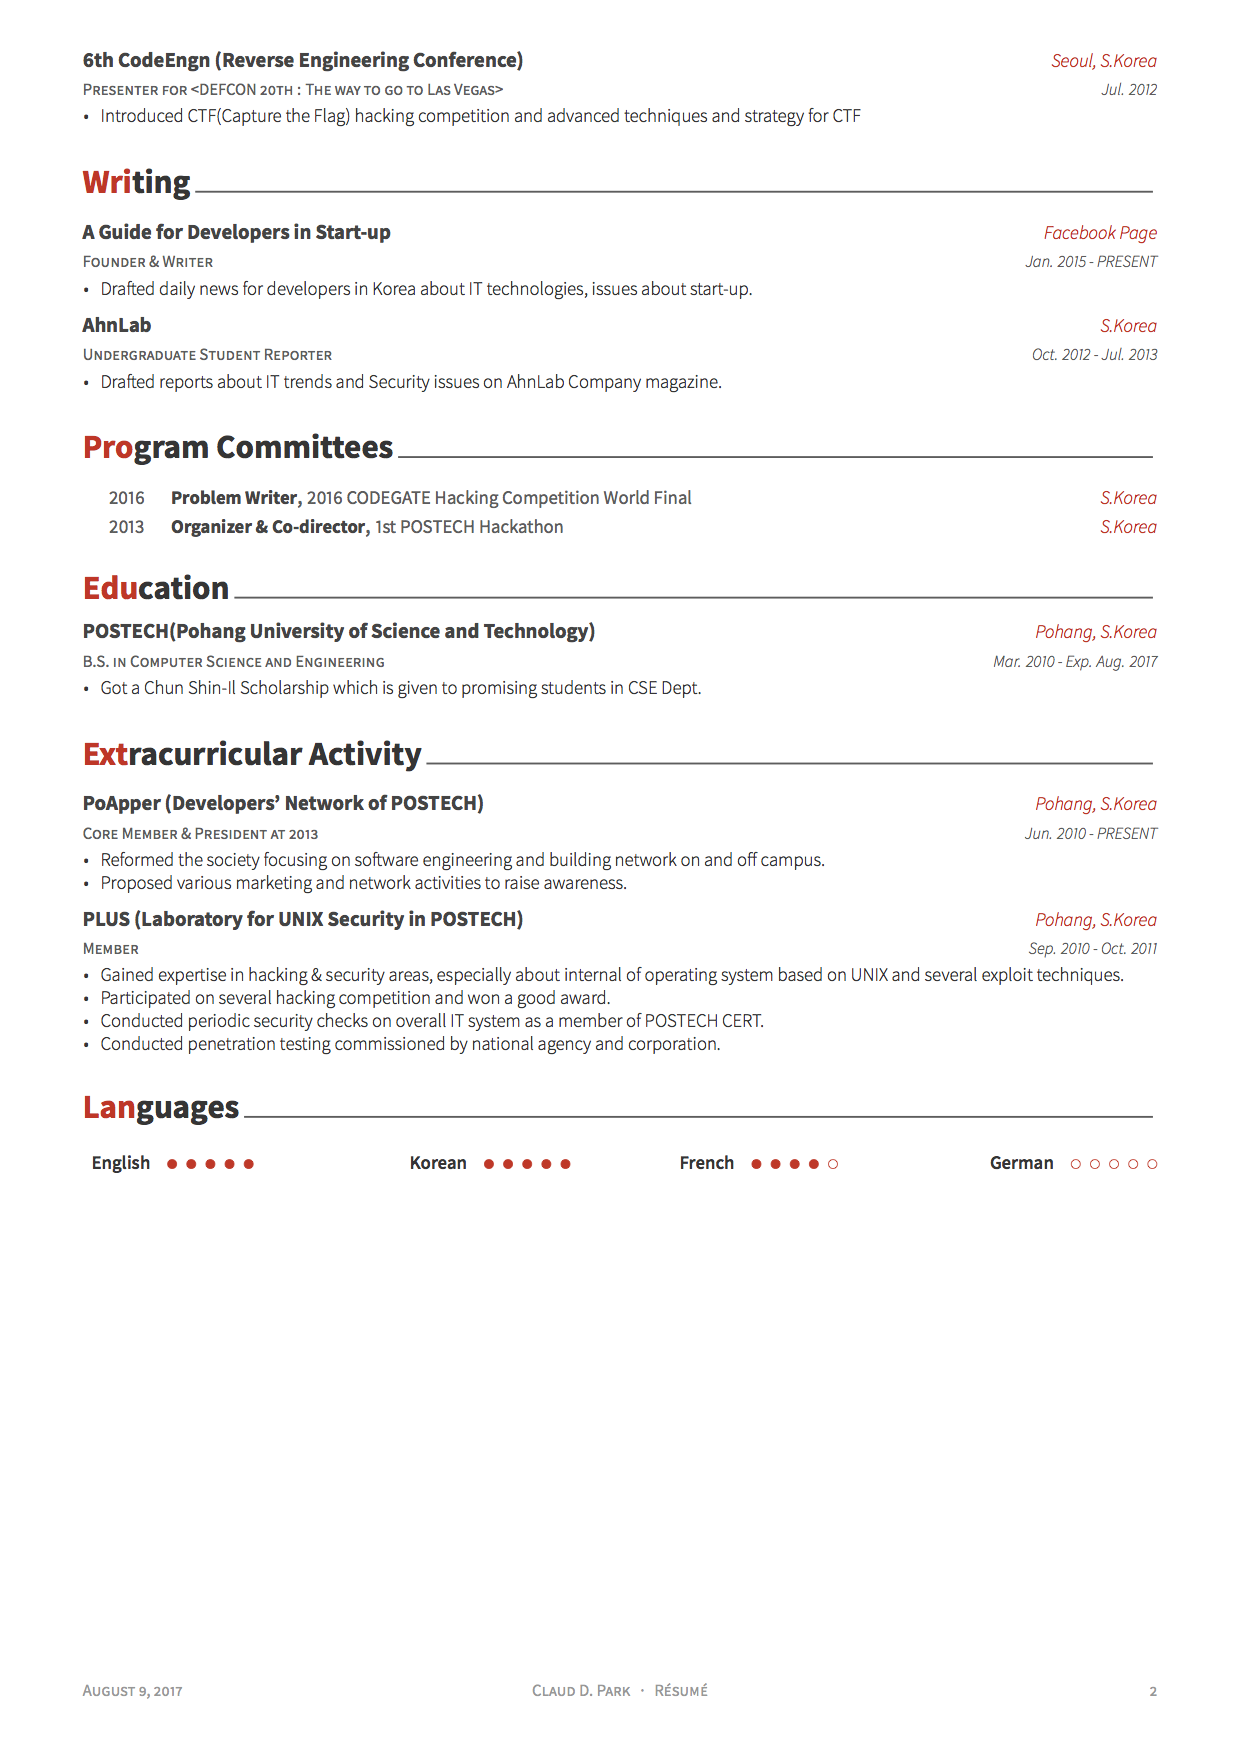 6th CodeEngn (Reverse Engineering Conference) Seoul, S.Korea
Presenter for <DEFCON 20th : The way to go to Las Vegas> Jul. 2012
• Introduced CTF(Capture the Flag) hacking competition and advanced techniques and strategy for CTF
Writing
A Guide for Developers in Start-up Facebook Page
Founder & Writer Jan. 2015 - PRESENT
• Drafted daily news for developers in Korea about IT technologies, issues about start-up.
AhnLab S.Korea
Undergraduate Student Reporter Oct. 2012 - Jul. 2013
• Drafted reports about IT trends and Security issues on AhnLab Company magazine.
Program Committees
2016 Problem Writer, 2016 CODEGATE Hacking Competition World Final S.Korea
2013 Organizer & Co-director, 1st POSTECH Hackathon S.Korea
Education
POSTECH(Pohang University of Science and Technology) Pohang, S.Korea
B.S. in Computer Science and Engineering Mar. 2010 - Exp. Aug. 2017
• Got a Chun Shin-Il Scholarship which is given to promising students in CSE Dept.
Extracurricular Activity
PoApper (Developers’ Network of POSTECH) Pohang, S.Korea
Core Member & President at 2013 Jun. 2010 - PRESENT
• Reformed the society focusing on software engineering and building network on and off campus.
• Proposed various marketing and network activities to raise awareness.
PLUS (Laboratory for UNIX Security in POSTECH) Pohang, S.Korea
Member Sep. 2010 - Oct. 2011
• Gained expertise in hacking & security areas, especially about internal of operating system based on UNIX and several exploit techniques.
• Participated on several hacking competition and won a good award.
• Conducted periodic security checks on overall IT system as a member of POSTECH CERT.
• Conducted penetration testing commissioned by national agency and corporation.
Languages
English ●●●●● Korean ●●●●● French ●●●●○ German ○○○○○
August 9, 2017 Claud D. Park · Résumé 2